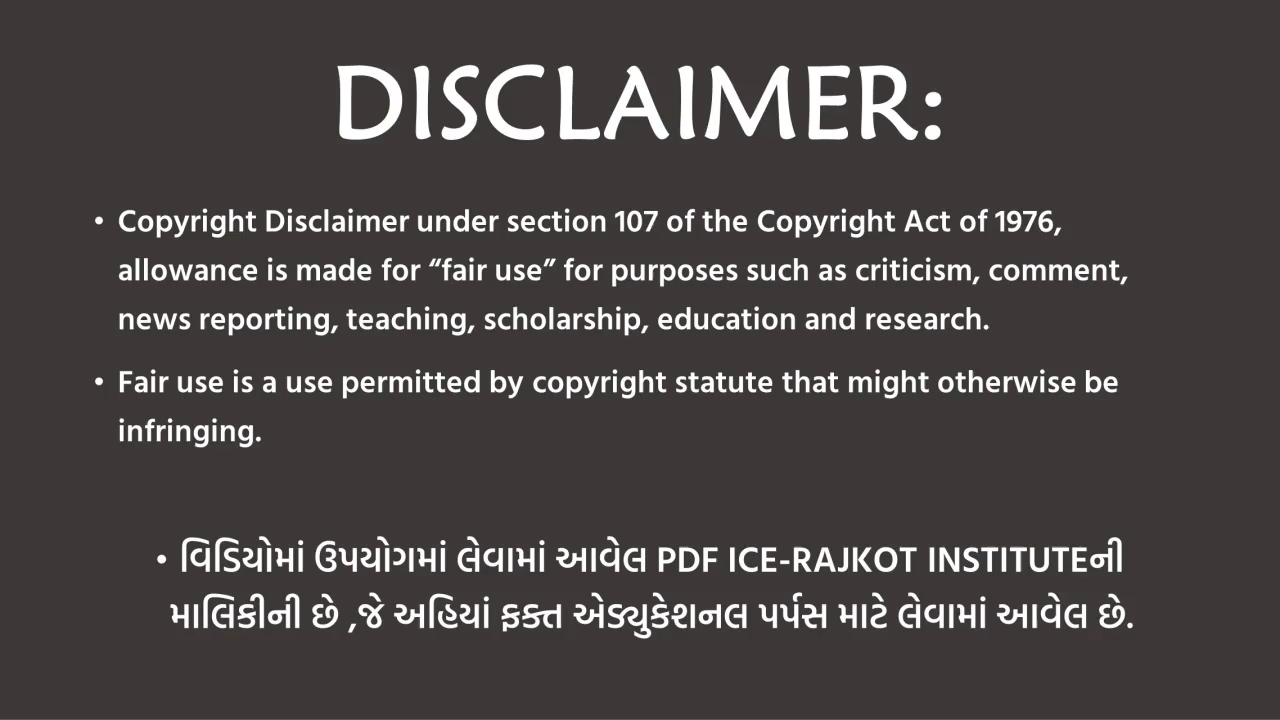 DISCLAIMER:
• Copyright Disclaimer under section 107 of the Copyright Act of 1976,
allowance is made for “fair use” for purposes such as criticism, comment,
news reporting, teaching, scholarship, education and research.
• Fair use is a use permitted by copyright statute that might otherwise be
infringing.
• વિડિયોમાં ઉપયોગમાં લેવામાં આવેલ PDF ICE-RAJKOT INSTITUTEની
માલિકીની છે ,જે અહિયાં ફક્ત એડ્યુકેશનલ પર્પસ માટે લેવામાં આવેલ છે.